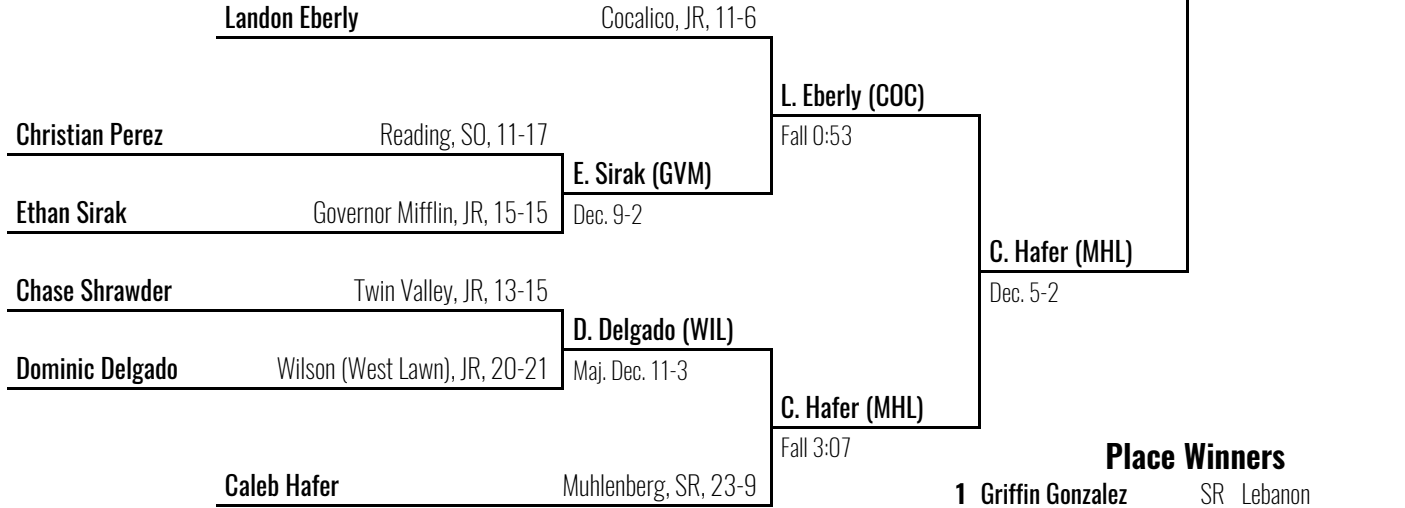 Landon Eberly Cocalico, JR, 11-6
L. Eberly (COC)
Christian Perez Reading, SO, 11-17 Fall 0:53
E. Sirak (GVM)
Ethan Sirak Governor Mifflin, JR, 15-15 Dec. 9-2
C. Hafer (MHL)
Chase Shrawder Twin Valley, JR, 13-15 Dec. 5-2
D. Delgado (WIL)
Dominic Delgado Wilson (West Lawn), JR, 20-21 Maj. Dec. 11-3
C. Hafer (MHL)
Fall 3:07 Place Winners
Caleb Hafer Muhlenberg, SR, 23-9 1 Griffin Gonzalez SR Lebanon